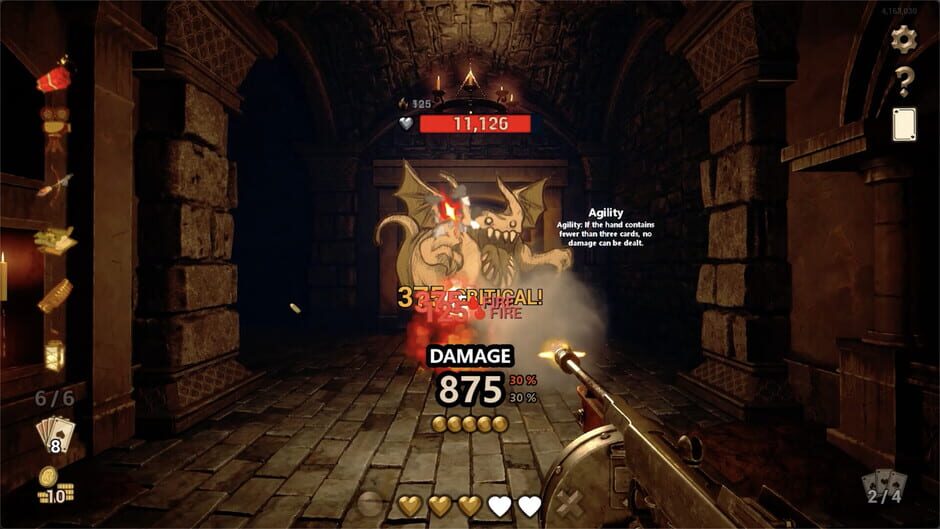 4,163,030
125
11,126
Agility
Agility: If the hand contains
fewer than three cards, no
damage can be dealt.
CRITICAL!
FIRE
125 FIRE
DAMAGE
875 30 %
30 %
6/6
8
10
2/4